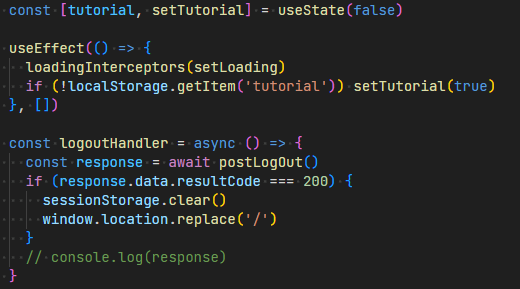 const [tutorial, setTutorial] = useState(false)

useEffect(() => {
  loadingInterceptors(setLoading)
  if (!localStorage.getItem('tutorial')) setTutorial(true)
}, [])

const logoutHandler = async () => {
  const response = await postLogOut()
  if (response.data.resultCode === 200) {
    sessionStorage.clear()
    window.location.replace('/')
  }
  // console.log(response)
}